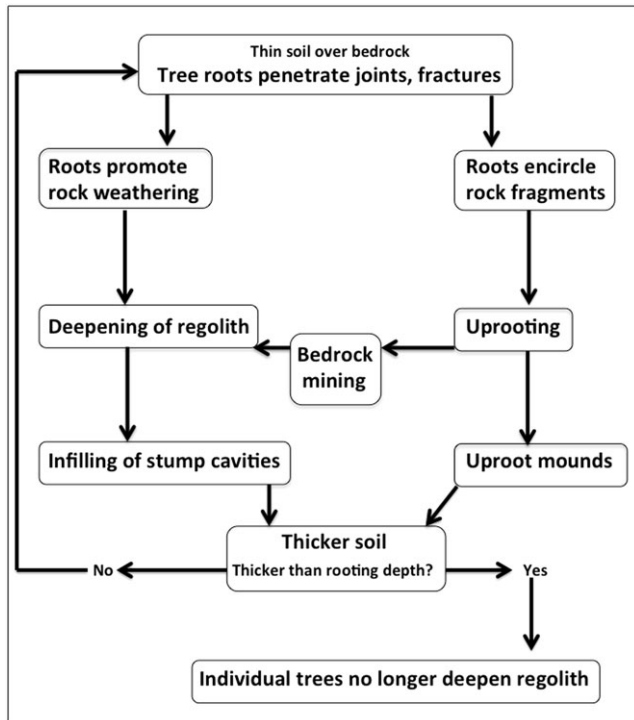 Thin soil over bedrock
Tree roots penetrate joints, fractures
Roots promote
rock weathering
Roots encircle
rock fragments
Deepening of regolith
Bedrock
mining
Uprooting
Infilling of stump cavities
Uproot mounds
Thicker soil
Thicker than rooting depth?
No
Yes
Individual trees no longer deepen regolith